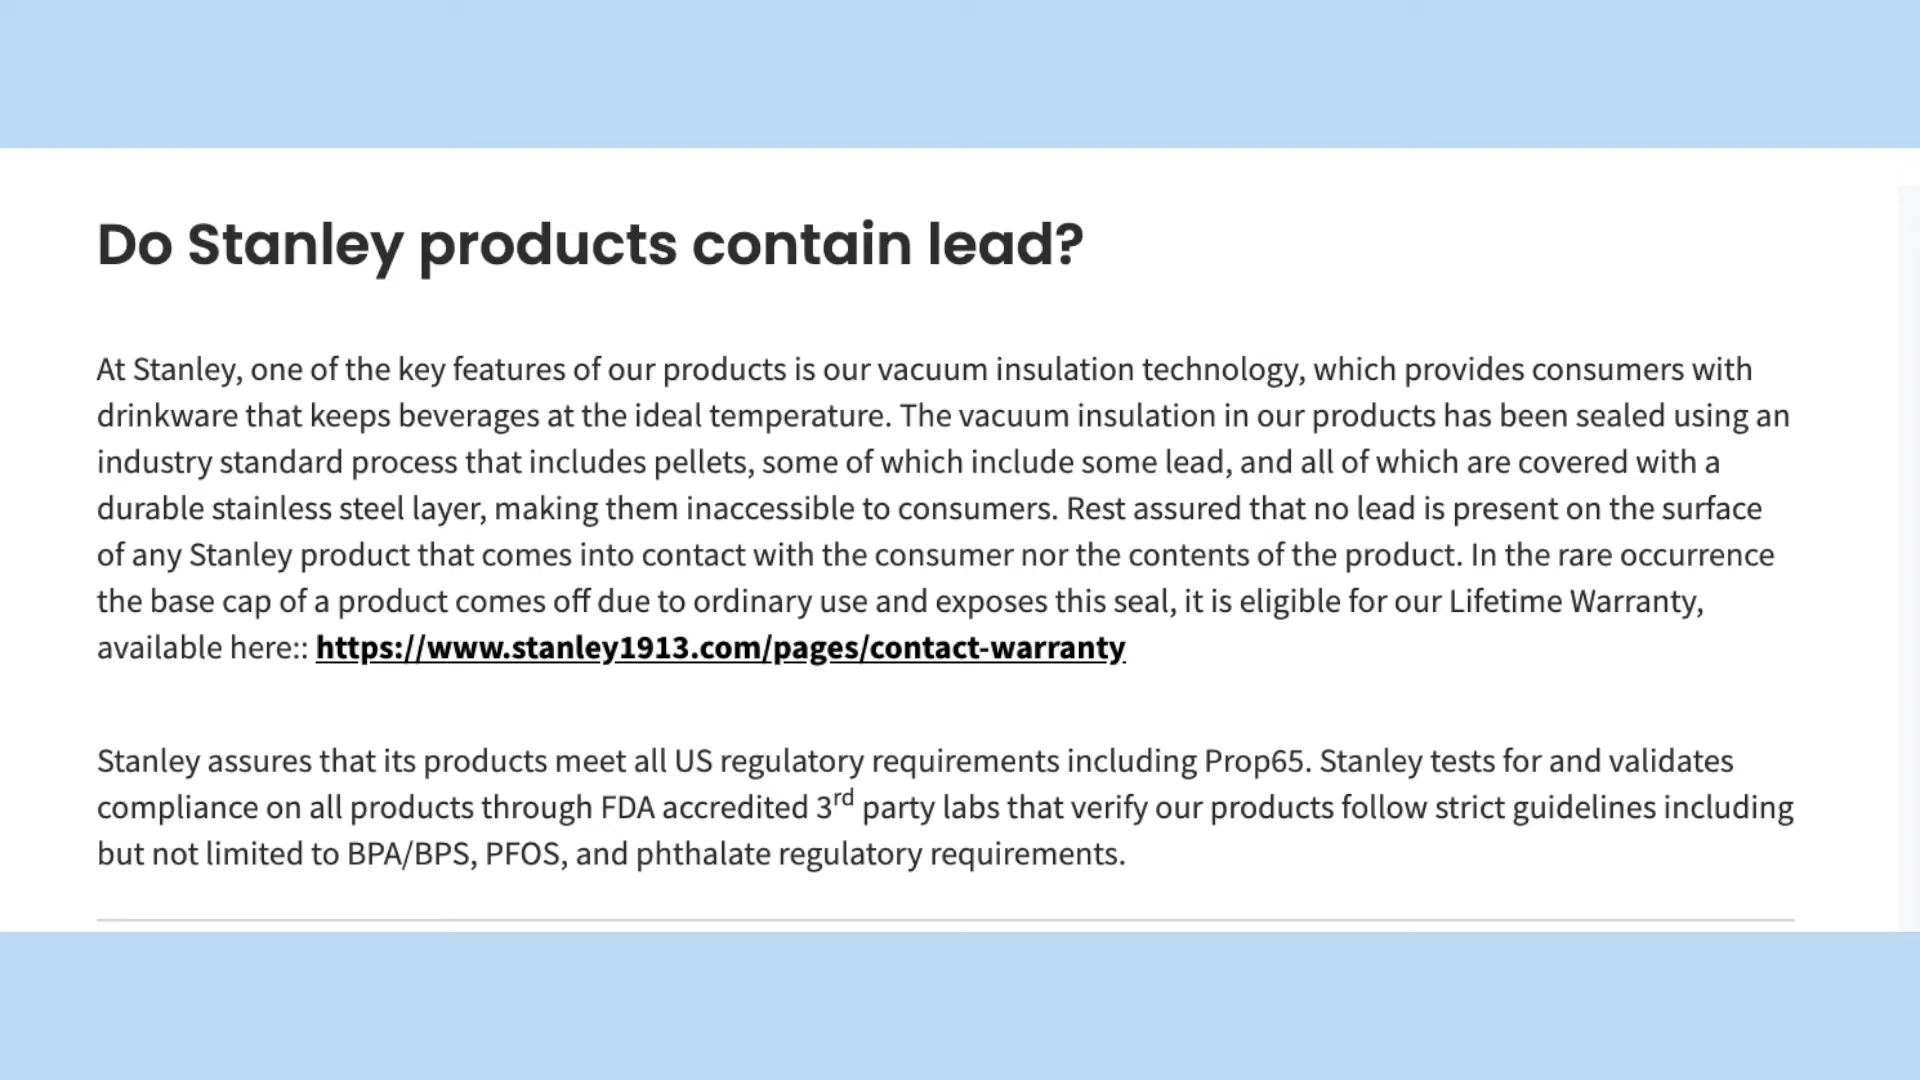 Do Stanley products contain lead?
At Stanley, one of the key features of our products is our vacuum insulation technology, which provides consumers with
drinkware that keeps beverages at the ideal temperature. The vacuum insulation in our products has been sealed using an
industry standard process that includes pellets, some of which include some lead, and all of which are covered with a
durable stainless steel layer, making them inaccessible to consumers. Rest assured that no lead is present on the surface
of any Stanley product that comes into contact with the consumer nor the contents of the product. In the rare occurrence
the base cap of a product comes off due to ordinary use and exposes this seal, it is eligible for our Lifetime Warranty,
available here:: https://www.stanley1913.com/pages/contact-warranty
Stanley assures that its products meet all US regulatory requirements including Prop65. Stanley tests for and validates
compliance on all products through FDA accredited 3rd party labs that verify our products follow strict guidelines including
but not limited to BPA/BPS, PFOS, and phthalate regulatory requirements.